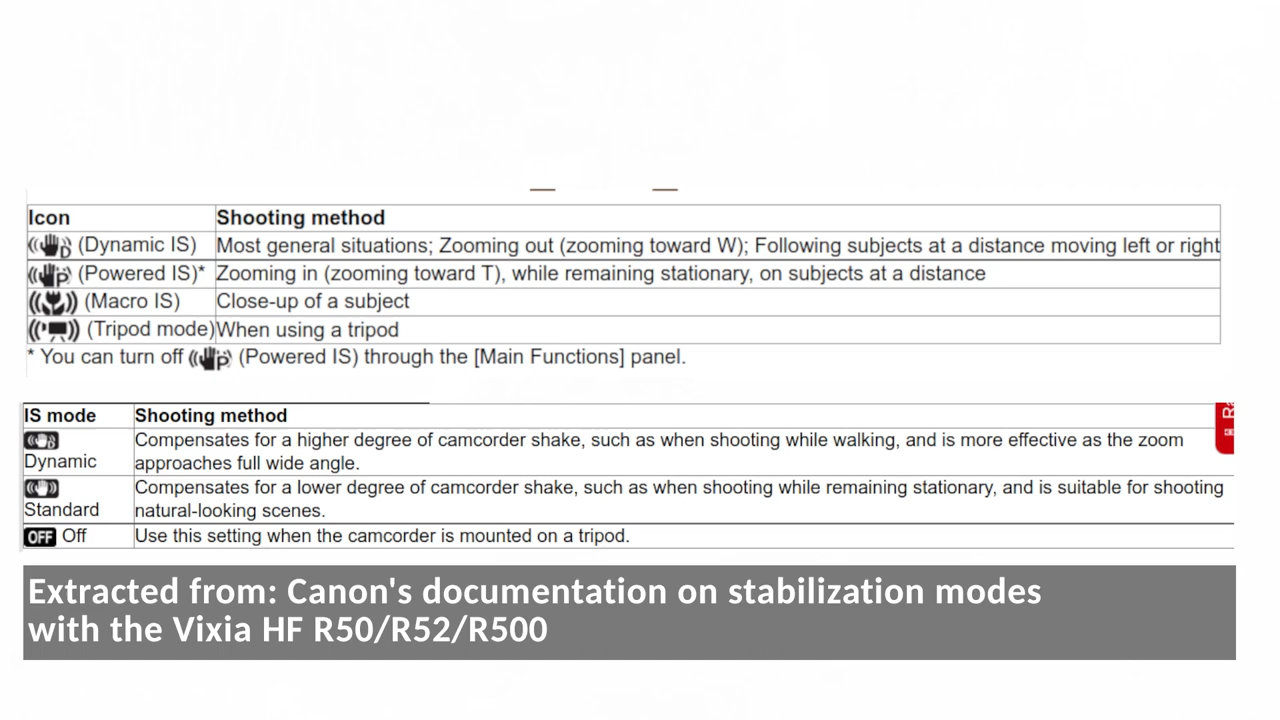 Icon Shooting method
(Dynamic IS) Most general situations; Zooming out (zooming toward W); Following subjects at a distance moving left or right
(Powered IS)* Zooming in (zooming toward T), while remaining stationary, on subjects at a distance
(Macro IS) Close-up of a subject
(Tripod mode) When using a tripod
* You can turn off (Powered IS) through the [Main Functions] panel.
IS mode Shooting method
Dynamic Compensates for a higher degree of camcorder shake, such as when shooting while walking, and is more effective as the zoom
approaches full wide angle.
Standard Compensates for a lower degree of camcorder shake, such as when shooting while remaining stationary, and is suitable for shooting
natural-looking scenes.
OFF Off Use this setting when the camcorder is mounted on a tripod.
Extracted from: Canon's documentation on stabilization modes
with the Vixia HF R50/R52/R500